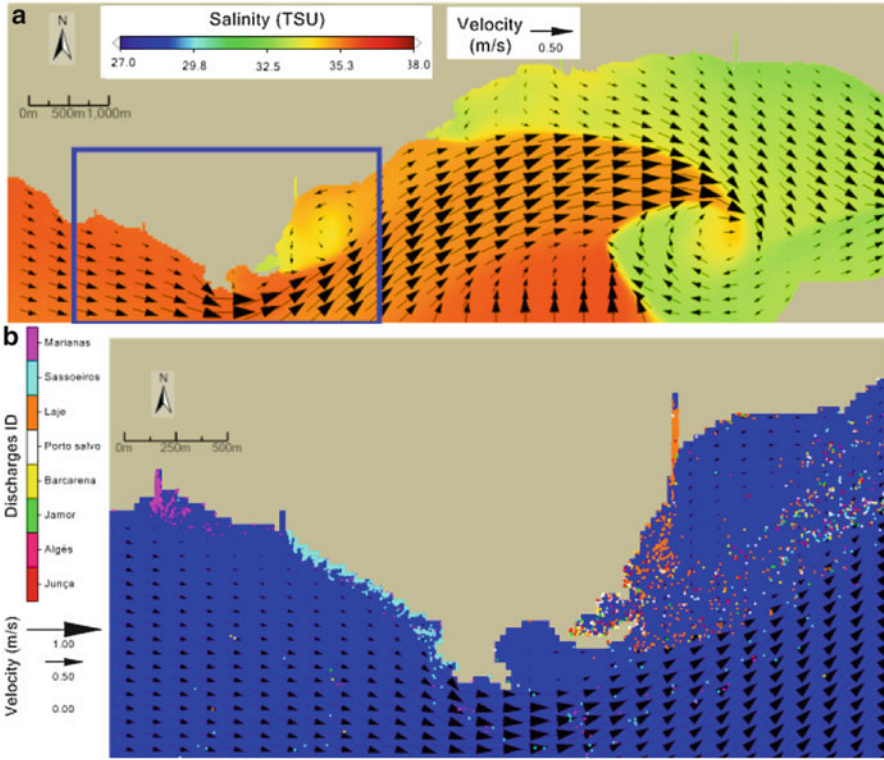 a
N
Salinity (TSU)
27.0 29.8 32.5 35.3 38.0
Velocity (m/s)
0.50
0m 500m 1,000m
b
Discharges ID
Marianas
Sassoeiros
Laje
Porto salvo
Barcarena
Jamor
Algés
Junça
N
0m 250m 500m
Velocity (m/s)
1.00
0.50
0.00